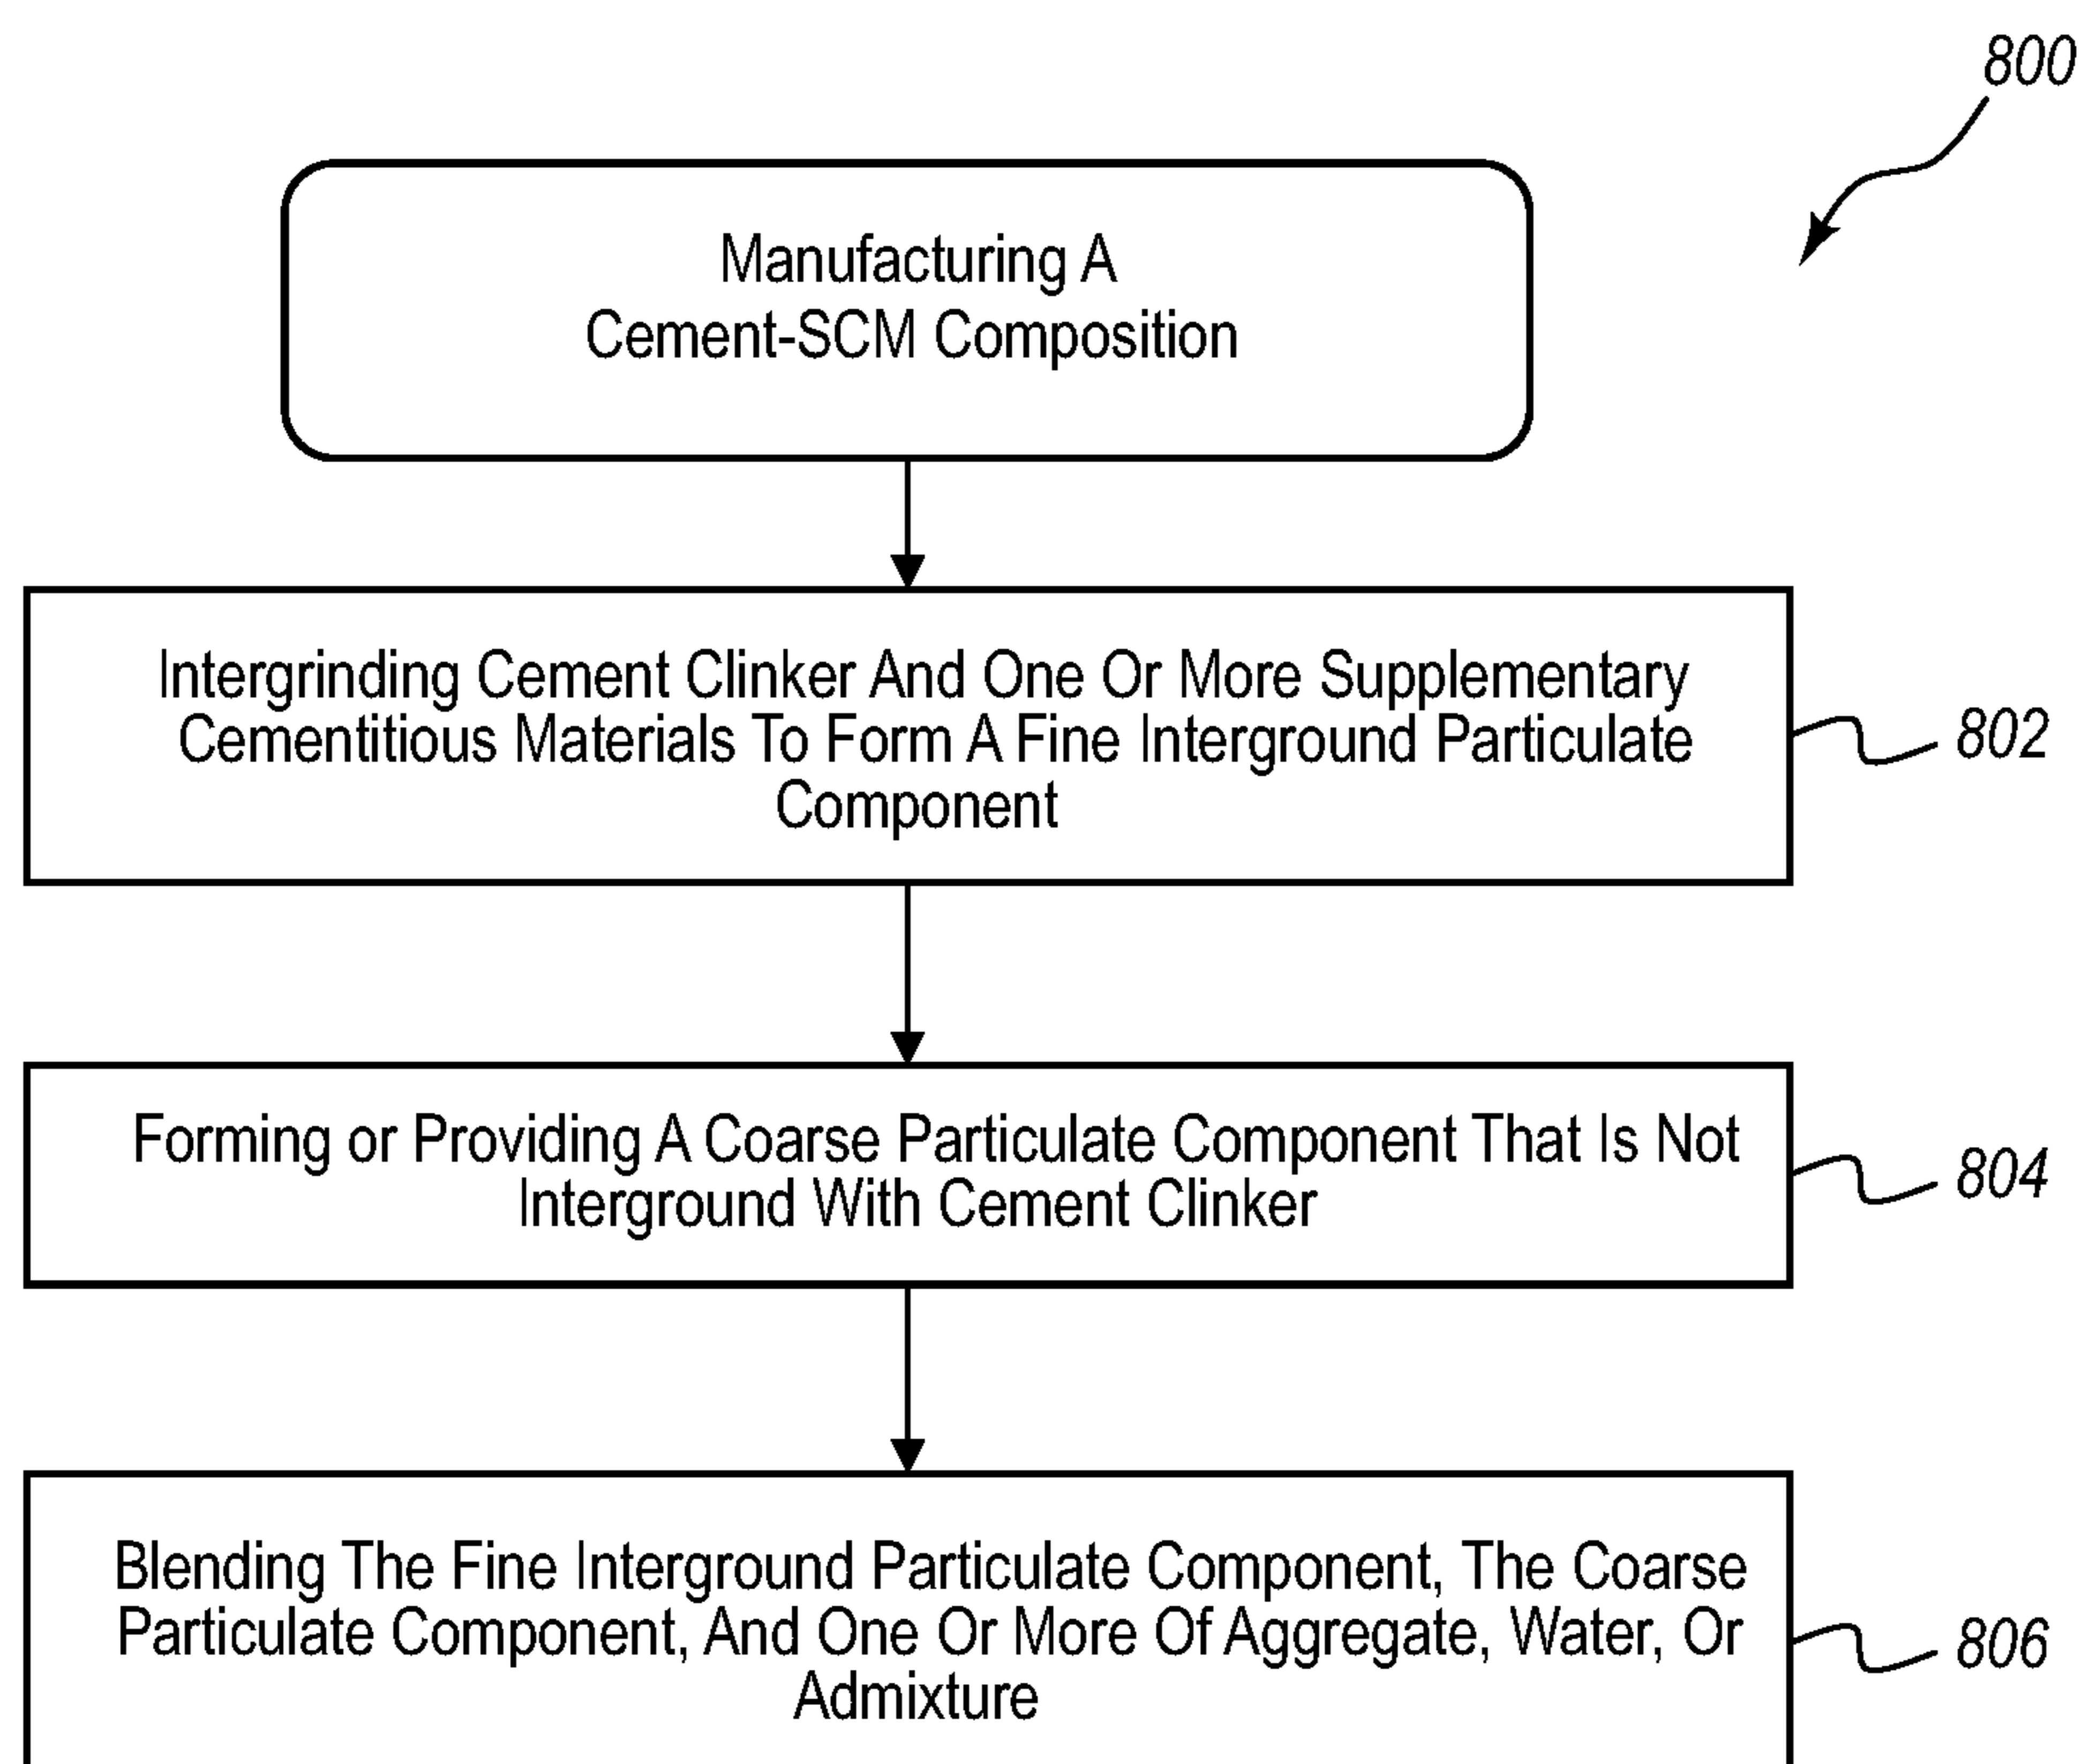 800
Manufacturing A
Cement-SCM Composition
Intergrinding Cement Clinker And One Or More Supplementary
Cementitious Materials To Form A Fine Interground Particulate
Component
802
Forming or Providing A Coarse Particulate Component That Is Not
Interground With Cement Clinker
804
Blending The Fine Interground Particulate Component, The Coarse
Particulate Component, And One Or More Of Aggregate, Water, Or
Admixture
806